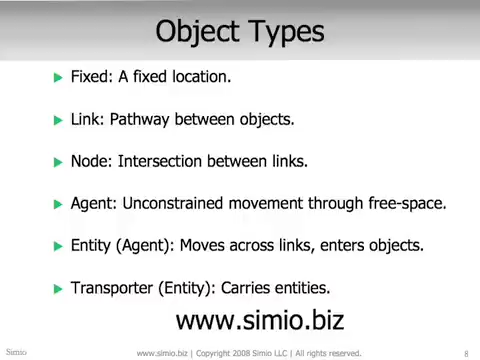 Object Types
Fixed: A fixed location.
Link: Pathway between objects.
Node: Intersection between links.
Agent: Unconstrained movement through free-space.
Entity (Agent): Moves across links, enters objects.
Transporter (Entity): Carries entities.
www.simio.biz
Simio www.simio.biz | Copyright 2008 Simio LLC | All rights reserved. 8